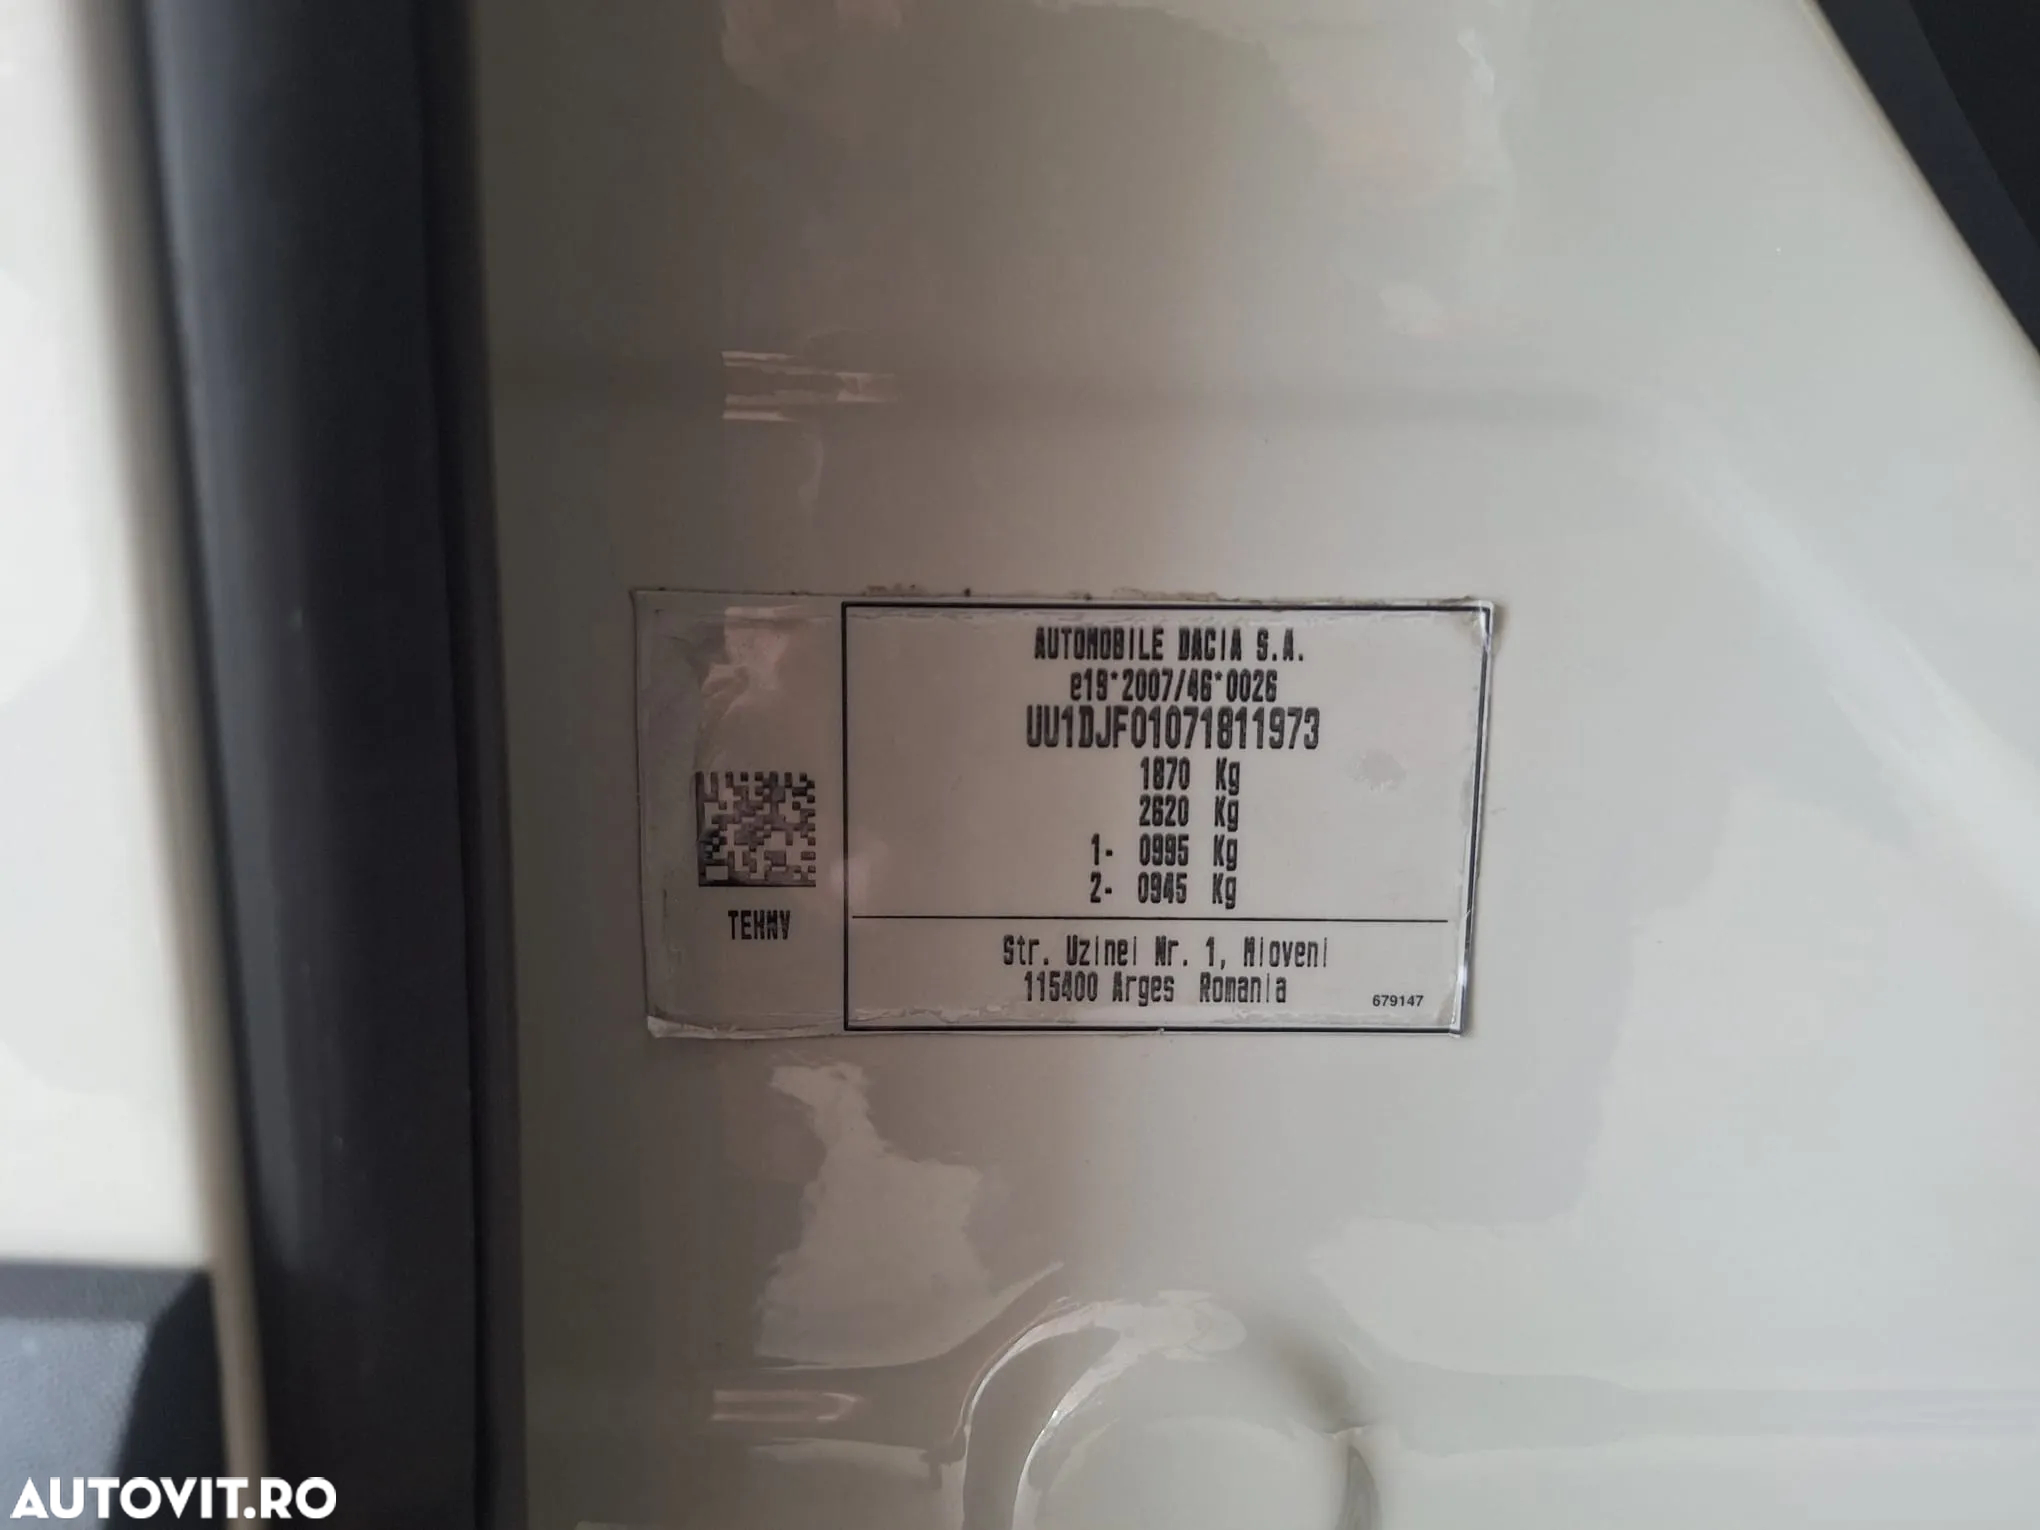 AUTOMOBILE DACIA S.A.
e19*2007/46*0026
UU1DJF01071811973
1870 Kg
2620 Kg
1- 0995 Kg
2- 0945 Kg
TEHNV
Str. Uzinei Nr. 1, Mioveni
115400 Arges Romania
679147
AUTOVIT.RO